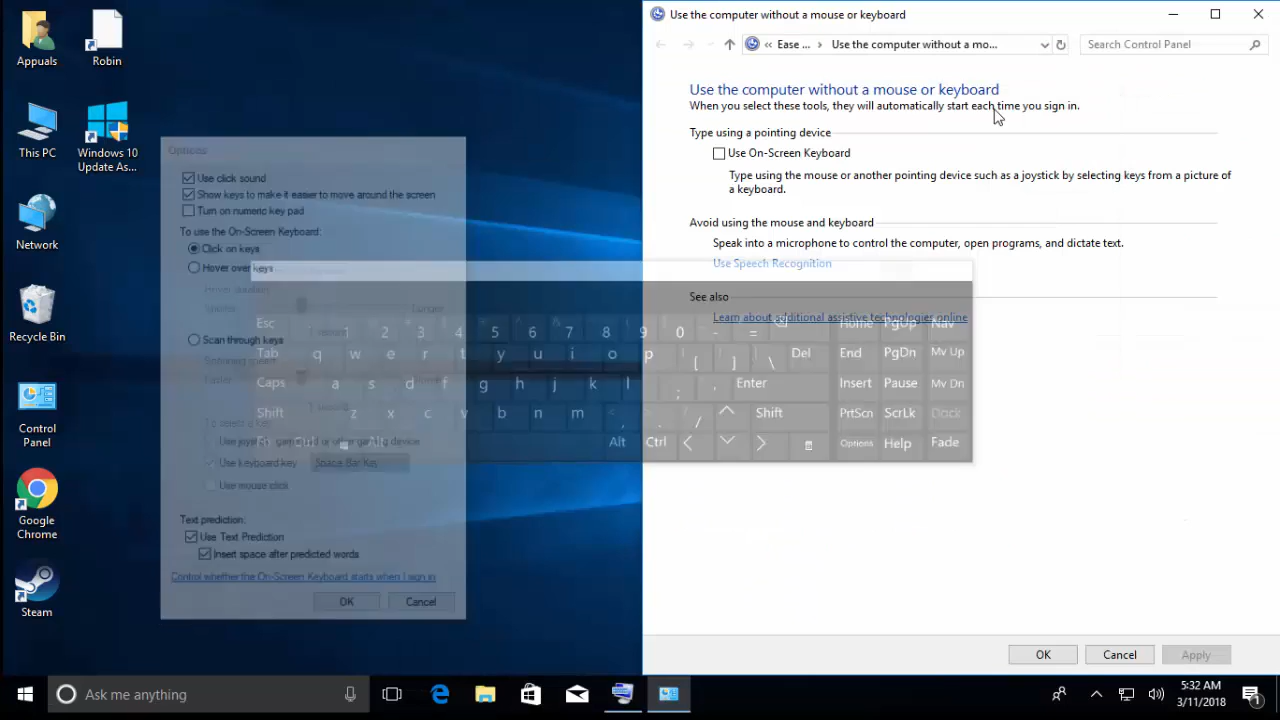 Appuals
Robin
This PC
Windows 10
Update As...
Network
Recycle Bin
Control
Panel
Google
Chrome
Steam
Options
Use click sound
Show keys to make it easier to move around the screen
Turn on numeric key pad
To use the On-Screen Keyboard:
Click on keys
Hover over keys
Scan through keys
Use joystick, game pad or other gaming device
Use keyboard key
Space Bar Key
Use mouse click
Text prediction:
Use Text Prediction
Insert space after predicted words
Control whether the On-Screen Keyboard starts when I sign in
OK Cancel
Use the computer without a mouse or keyboard
« Ease ... › Use the computer without a mo...
Search Control Panel
Use the computer without a mouse or keyboard
When you select these tools, they will automatically start each time you sign in.
Type using a pointing device
Use On-Screen Keyboard
Type using the mouse or another pointing device such as a joystick by selecting keys from a picture of
a keyboard.
Avoid using the mouse and keyboard
Speak into a microphone to control the computer, open programs, and dictate text.
Use Speech Recognition
See also
Learn about additional assistive technologies online
Esc 1 2 3 4 5 6 7 8 9 0 - = Home PgUp Nav
Tab q w e r t y u i o p [ ] \ Del End PgDn Mv Up
Caps a s d f g h j k l ; ' Enter Insert Pause Mv Dn
Shift z x c v b n m , . / Shift PrtScn ScrLk Dock
Fn Ctrl Alt Alt Ctrl Options Help Fade
OK Cancel Apply
Ask me anything
5:32 AM
3/11/2018
1